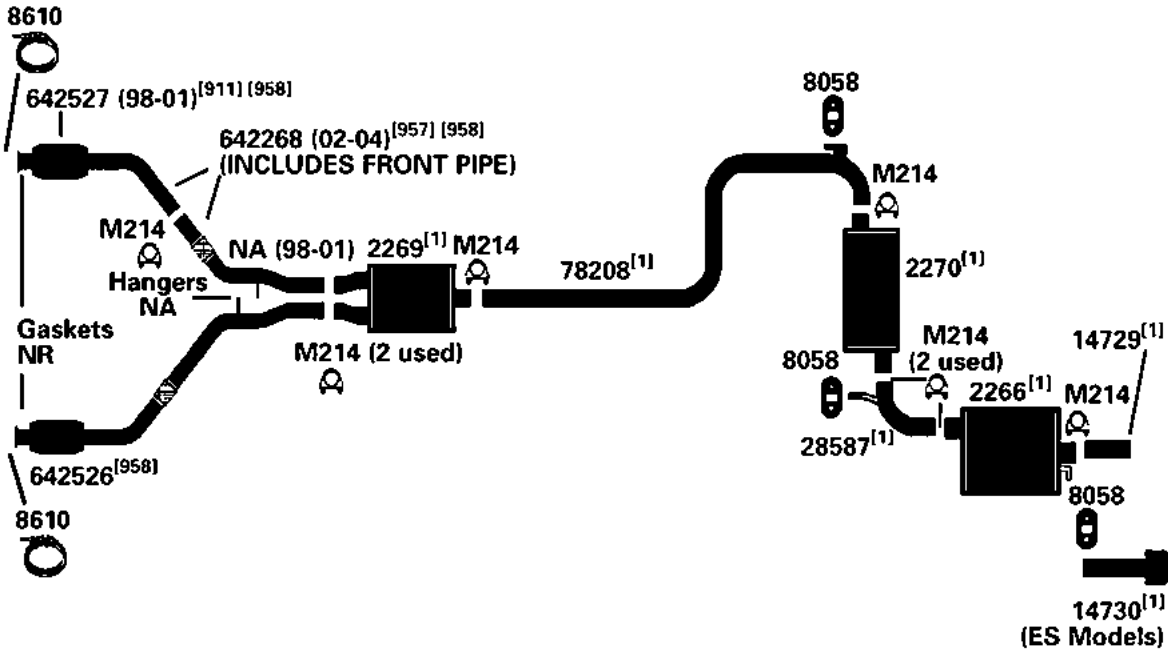 8610
642527 (98-01)[911] [958]
642268 (02-04)[957] [958]
(INCLUDES FRONT PIPE)
8058
M214
M214
NA (98-01)
2269[1]
M214
78208[1]
2270[1]
Hangers
NA
Gaskets
NR
M214 (2 used)
8058
M214
(2 used)
14729[1]
2266[1]
M214
28587[1]
642526[958]
8058
8610
14730[1]
(ES Models)